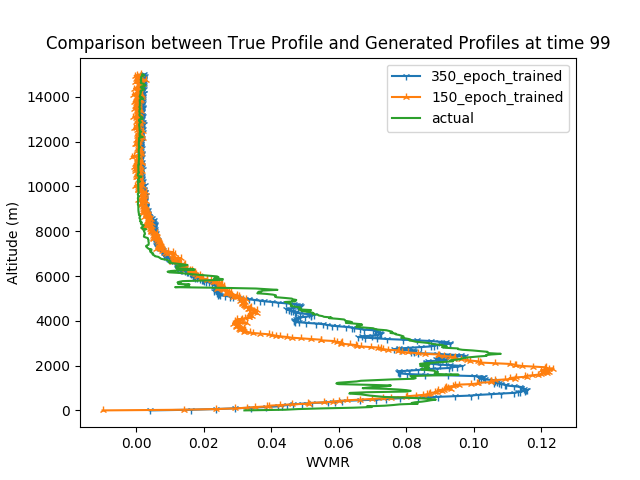 Comparison between True Profile and Generated Profiles at time 99
350_epoch_trained
150_epoch_trained
actual
14000
12000
10000
8000
6000
4000
2000
0
Altitude (m)
0.00 0.02 0.04 0.06 0.08 0.10 0.12
WVMR